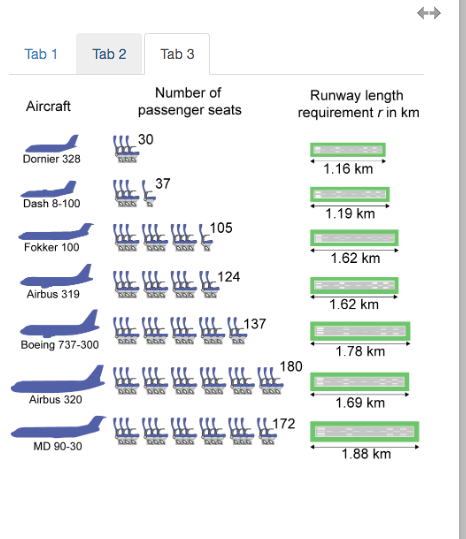 Tab 1
Tab 2
Tab 3
Aircraft
Number of
passenger seats
Runway length
requirement r in km
Dornier 328
30
1.16 km
Dash 8-100
37
1.19 km
Fokker 100
105
1.62 km
Airbus 319
124
1.62 km
Boeing 737-300
137
1.78 km
Airbus 320
180
1.69 km
MD 90-30
172
1.88 km